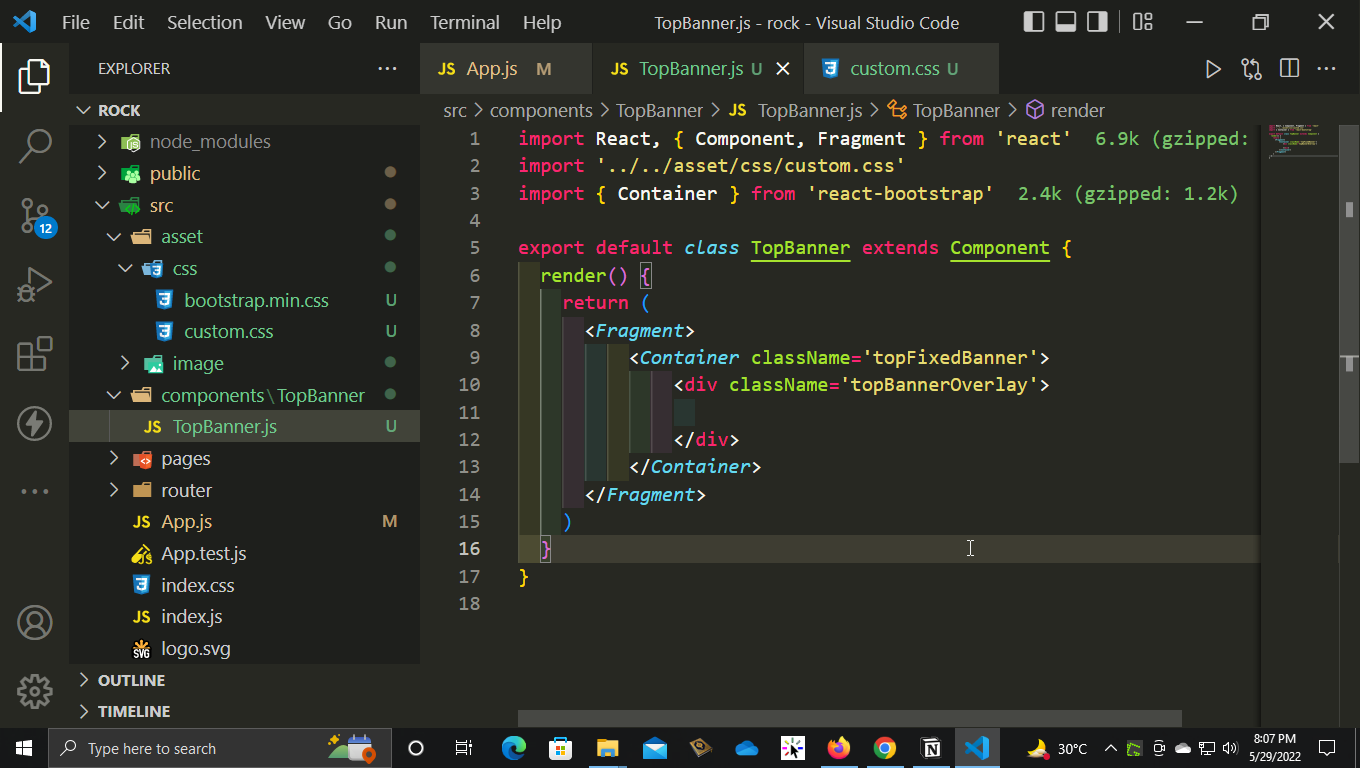 File Edit Selection View Go Run Terminal Help TopBanner.js - rock - Visual Studio Code
EXPLORER
JS App.js M JS TopBanner.js U custom.css U
ROCK
src > components > TopBanner > JS TopBanner.js > TopBanner > render
node_modules
public
src
asset
css
bootstrap.min.css U
custom.css U
image
components\TopBanner
JS TopBanner.js U
pages
router
JS App.js M
App.test.js
index.css
JS index.js
SVG logo.svg
OUTLINE
TIMELINE
12
1 import React, { Component, Fragment } from 'react' 6.9k (gzipped:
2 import '../../asset/css/custom.css'
3 import { Container } from 'react-bootstrap' 2.4k (gzipped: 1.2k)
4
5 export default class TopBanner extends Component {
6 render() {
7 return (
8 <Fragment>
9 <Container className='topFixedBanner'>
10 <div className='topBannerOverlay'>
11
12 </div>
13 </Container>
14 </Fragment>
15 )
16 }
17 }
18
Type here to search
30°C
8:07 PM
5/29/2022